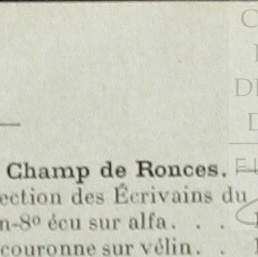 Champ de Ronces.
ection des Écrivains du
n-8º écu sur alfa. . .
couronne sur vélin. .